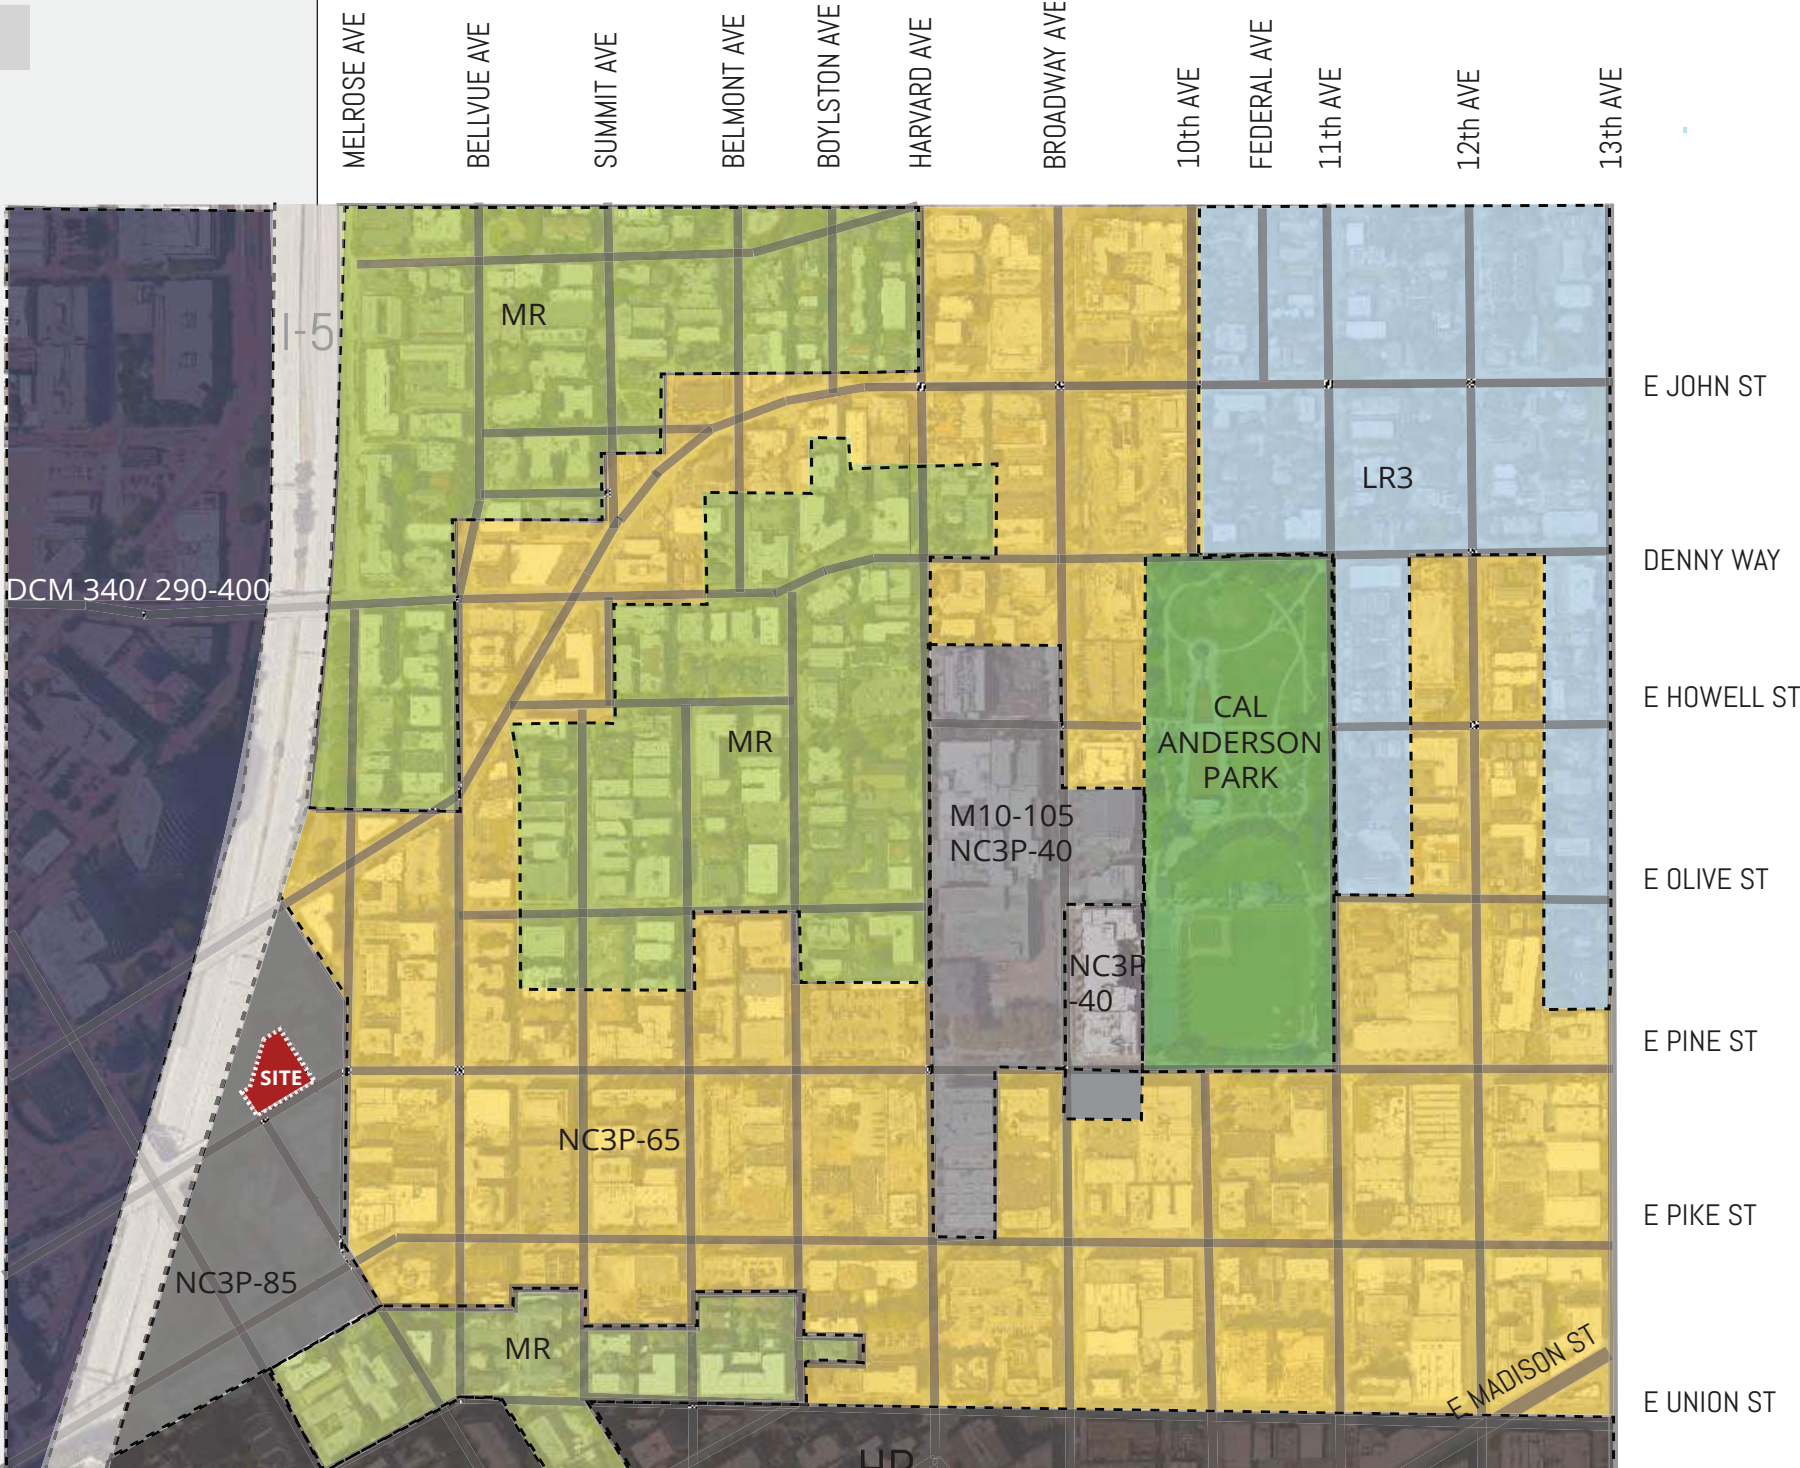 MELROSE AVE
BELLVUE AVE
SUMMIT AVE
BELMONT AVE
BOYLSTON AVE
HARVARD AVE
BROADWAY AVE
10th AVE
FEDERAL AVE
11th AVE
12th AVE
13th AVE
MR
I-5
E JOHN ST
LR3
DENNY WAY
DCM 340/ 290-400
E HOWELL ST
CAL
ANDERSON
PARK
MR
M10-105
NC3P-40
E OLIVE ST
NC3P
-40
E PINE ST
SITE
NC3P-65
E PIKE ST
NC3P-85
MR
E MADISON ST
E UNION ST